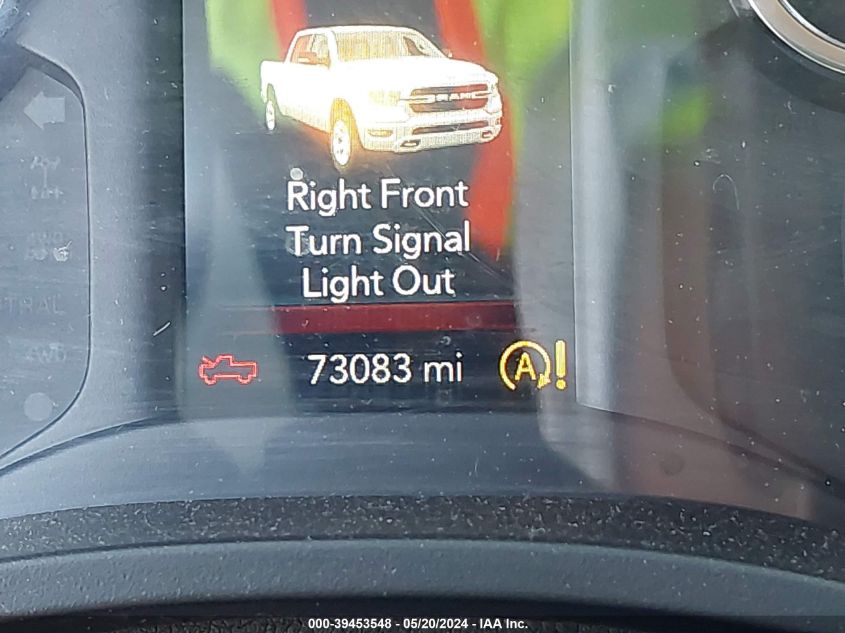 RAM
Right Front
Turn Signal
Light Out
73083 mi
A!
000-39453548 - 05/20/2024 - IAA Inc.